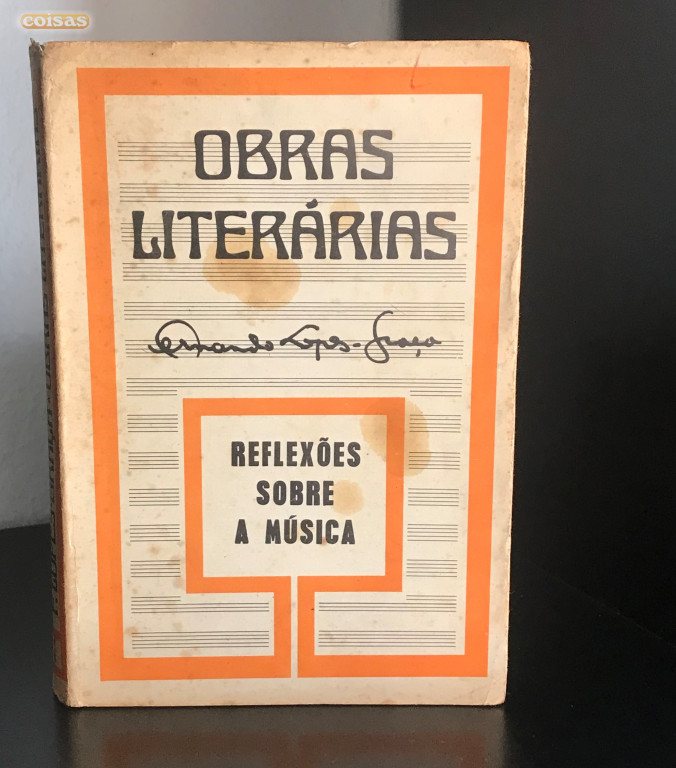 coisas
OBRAS
LITERÁRIAS
Fernando Lopes-Graça
REFLEXÕES
SOBRE
A MÚSICA